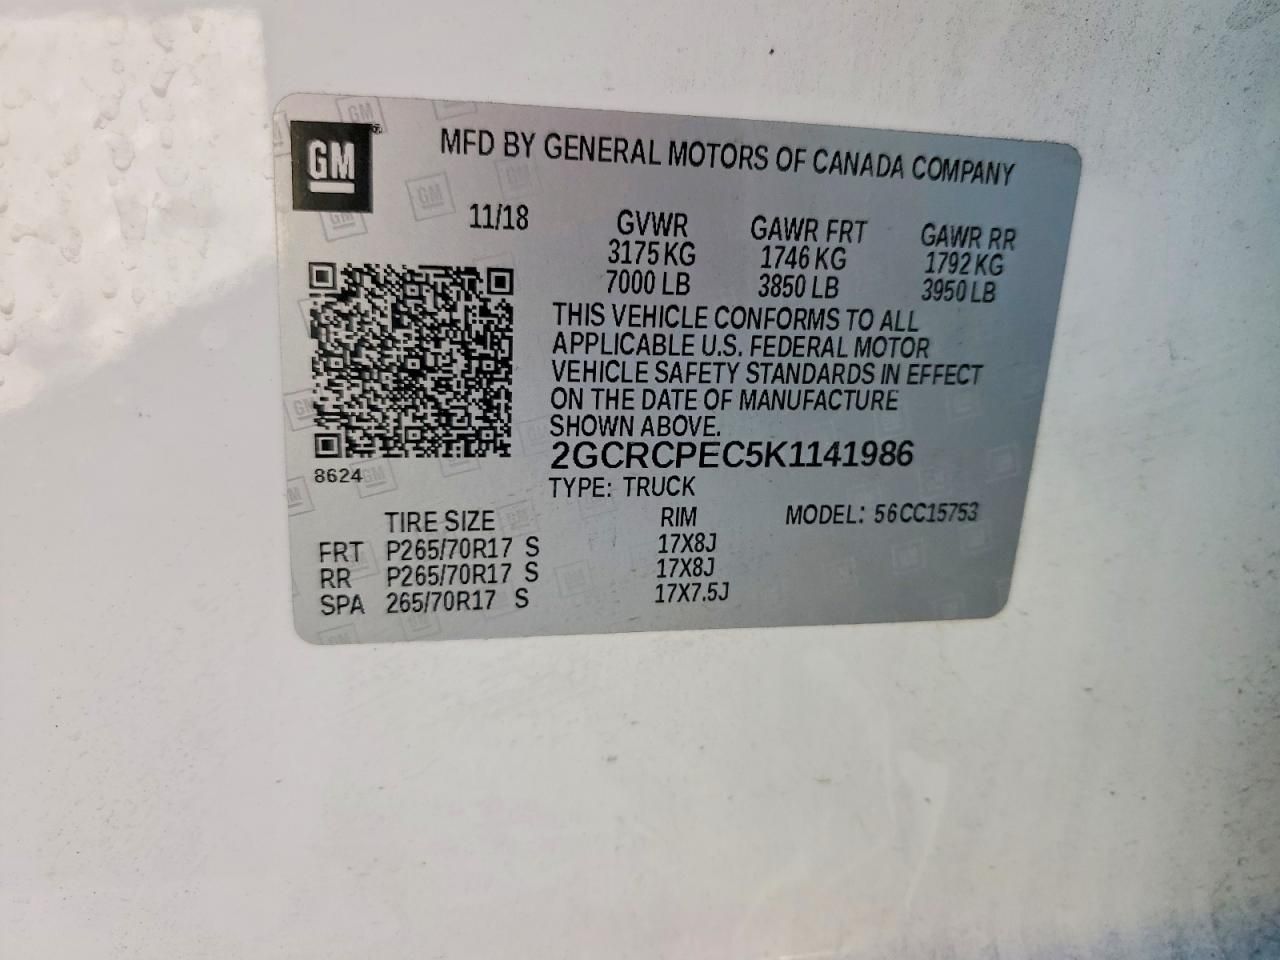 GM
MFD BY GENERAL MOTORS OF CANADA COMPANY
11/18 GVWR GAWR FRT GAWR RR
3175 KG 1746 KG 1792 KG
7000 LB 3850 LB 3950 LB
THIS VEHICLE CONFORMS TO ALL
APPLICABLE U.S. FEDERAL MOTOR
VEHICLE SAFETY STANDARDS IN EFFECT
ON THE DATE OF MANUFACTURE
SHOWN ABOVE.
2GCRCPEC5K1141986
8624
TYPE: TRUCK
TIRE SIZE RIM MODEL: 56CC15753
FRT P265/70R17 S 17X8J
RR P265/70R17 S 17X8J
SPA 265/70R17 S 17X7.5J